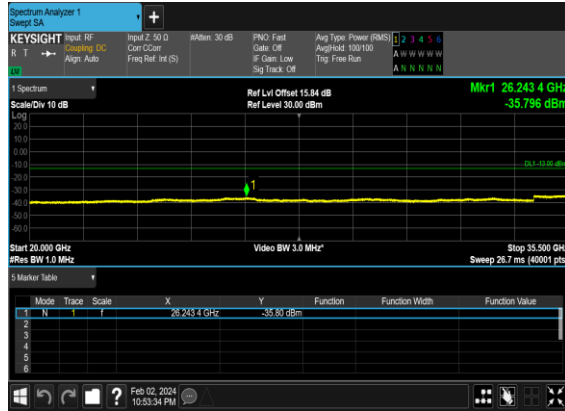 Spectrum Analyzer 1
Swept SA
+
KEYSIGHT Input: RF Input Z: 50 Ω #Atten: 30 dB PNO: Fast Avg Type: Power (RMS) 1 2 3 4 5 6
R T Coupling: DC Corr CCorr Gate: Off Avg|Hold: 100/100 A W W W W W
Align: Auto Freq Ref: Int (S) IF Gain: Low Trig: Free Run
Sig Track: Off A N N N N N
1 Spectrum Ref Lvl Offset 15.84 dB Mkr1 26.243 4 GHz
Scale/Div 10 dB Ref Level 30.00 dBm -35.796 dBm
Log
20.0
10.0
0.00
-10.0
DL1 -13.00 dBm
-20.0
1
-30.0
-40.0
-50.0
-60.0
Start 20.000 GHz Video BW 3.0 MHz* Stop 35.500 GHz
#Res BW 1.0 MHz Sweep 26.7 ms (40001 pts)
5 Marker Table
Mode Trace Scale X Y Function Function Width Function Value
1 N 1 f 26.243 4 GHz -35.80 dBm
2
3
4
5
6
? Feb 02, 2024
10:53:34 PM